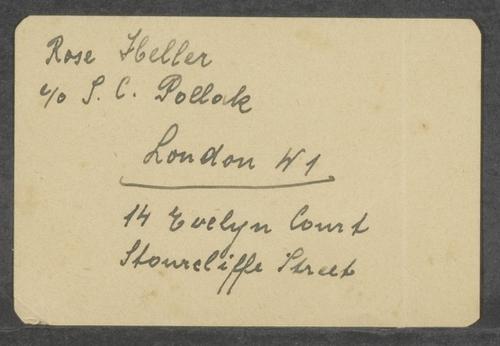 Rose Heller
c/o S. C. Pollak
London W1
14 Evelyn Court
Stourcliffe Street